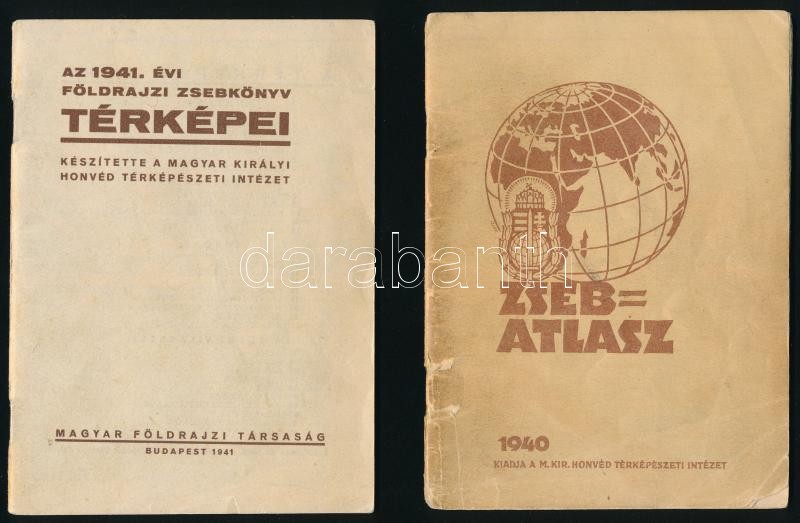 AZ 1941. ÉVI
FÖLDRAJZI ZSEBKÖNYV
TÉRKÉPEI
KÉSZÍTETTE A MAGYAR KIRÁLYI
HONVÉD TÉRKÉPÉSZETI INTÉZET
MAGYAR FÖLDRAJZI TÁRSASÁG
BUDAPEST 1941
ZSEB=
ATLASZ
1940
KIADJA A M. KIR. HONVÉD TÉRKÉPÉSZETI INTÉZET
darabanth.com